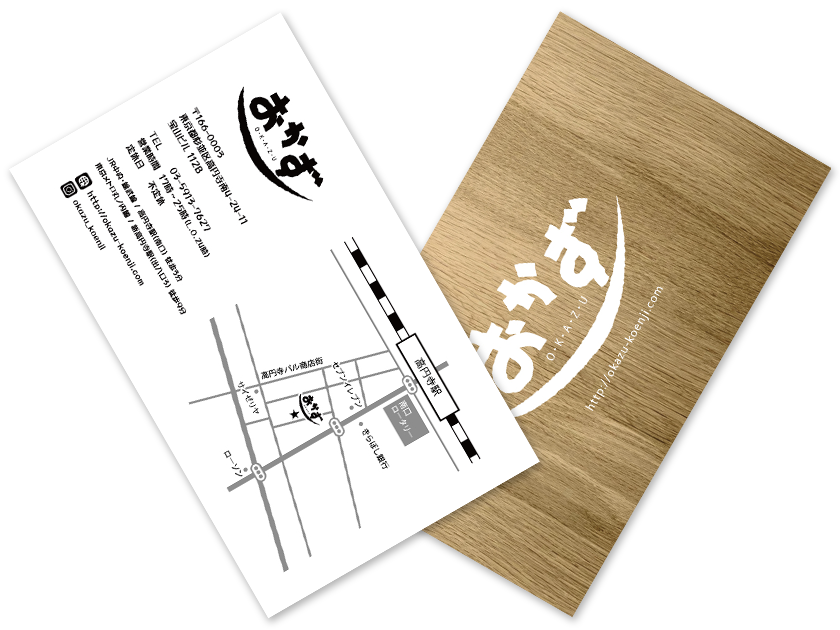 おかず
O・K・A・Z・U
〒166-0003
東京都杉並区高円寺南4-24-11
宝山ビル 112B
TEL 03-5913-7627
営業時間 17時～25時(L.O.24時)
定休日 不定休
JR中央・総武線 / 高円寺駅(南口) 徒歩3分
東京メトロ丸ノ内線 / 新高円寺駅(出入口3) 徒歩9分
http://okazu-koenji.com
okazu_koenji
高円寺駅
高円寺パル商店街
セブンイレブン
サイゼリヤ
南口
ロータリー
おかず
きらぼし銀行
ローソン
おかず
O・K・A・Z・U
http://okazu-koenji.com